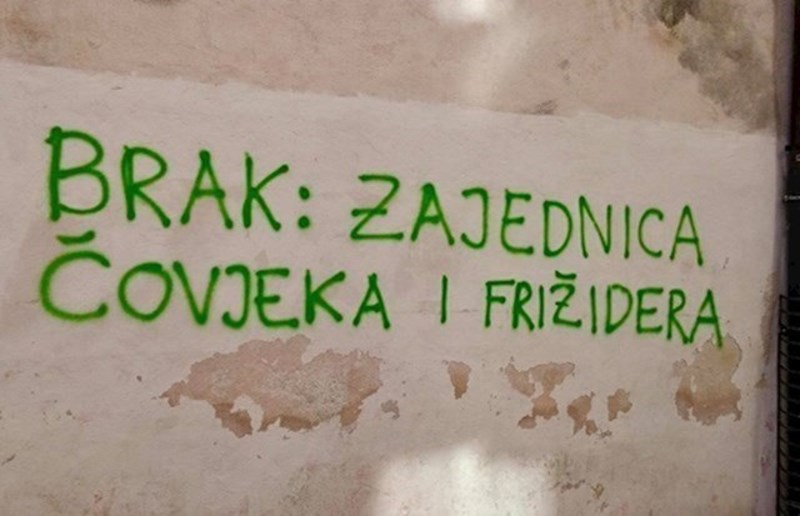 BRAK: ZAJEDNICA
ČOVJEKA I FRIŽIDERA